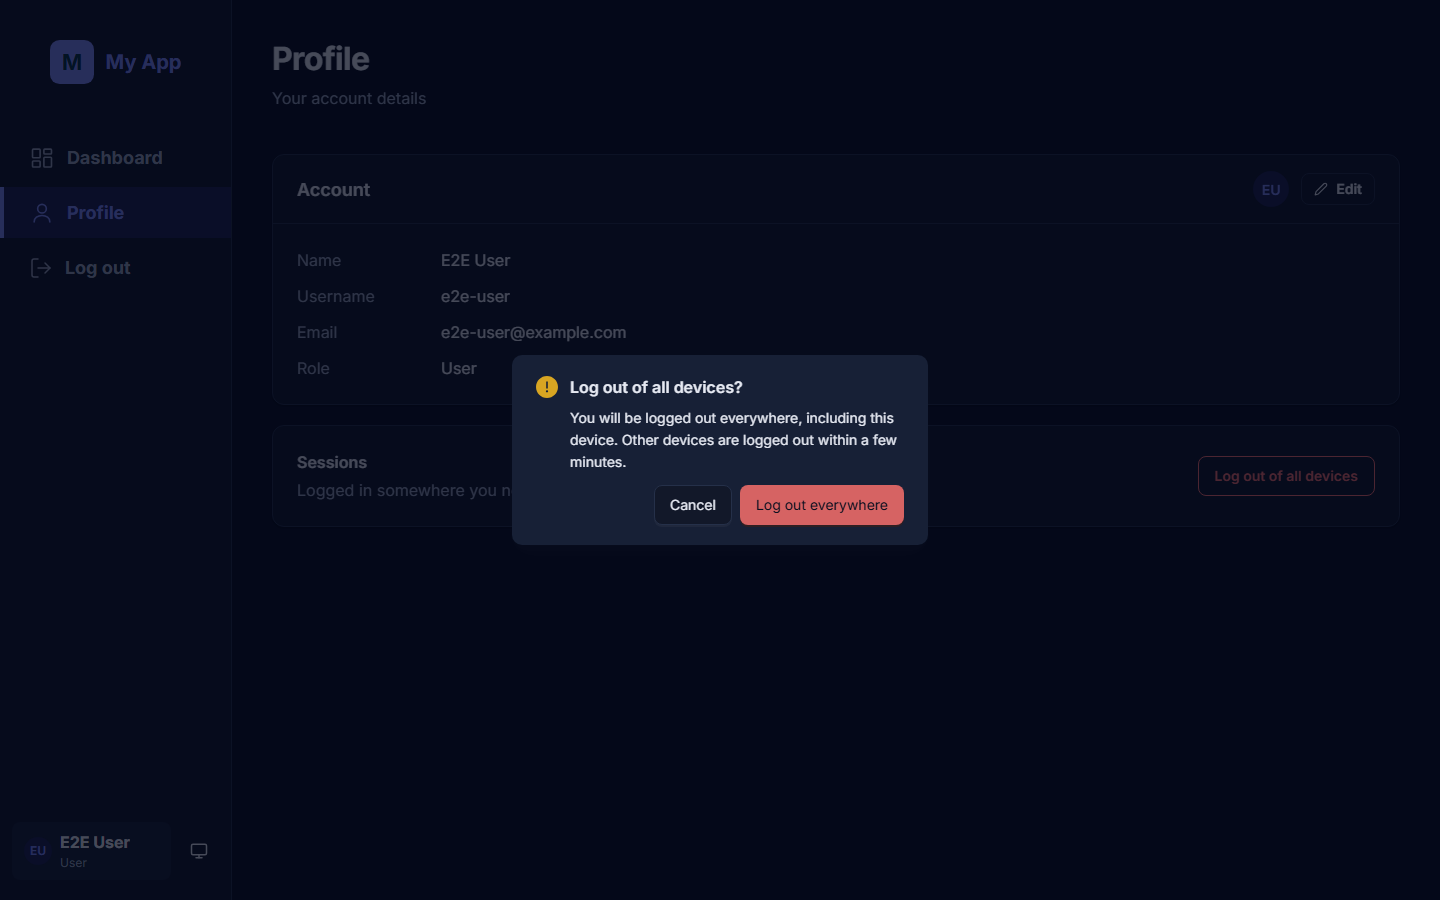 M My App
Dashboard
Profile
Log out
Profile
Your account details
Account
EU Edit
Name E2E User
Username e2e-user
Email e2e-user@example.com
Role User
Sessions
Logged in somewhere you
Log out of all devices
! Log out of all devices?
You will be logged out everywhere, including this
device. Other devices are logged out within a few
minutes.
Cancel Log out everywhere
EU E2E User
User